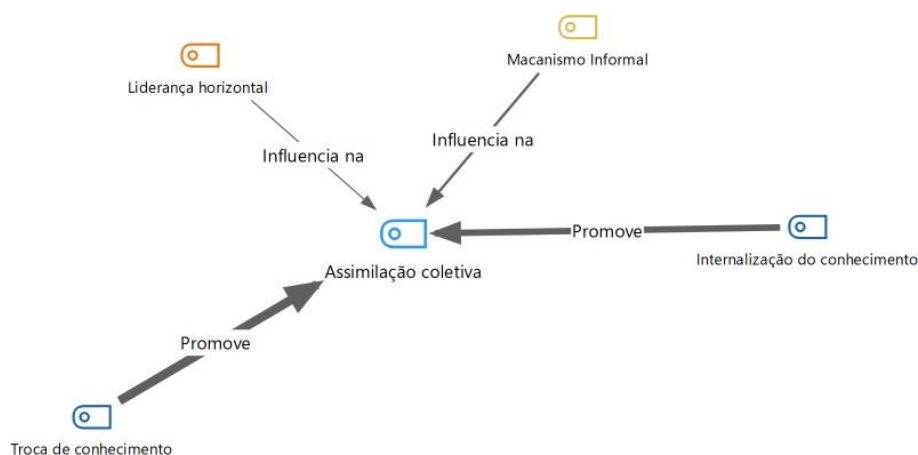 Macanismo Informal
Liderança horizontal
Influencia na
Influencia na
Promove
Internalização do conhecimento
Assimilação coletiva
Promove
Troca de conhecimento